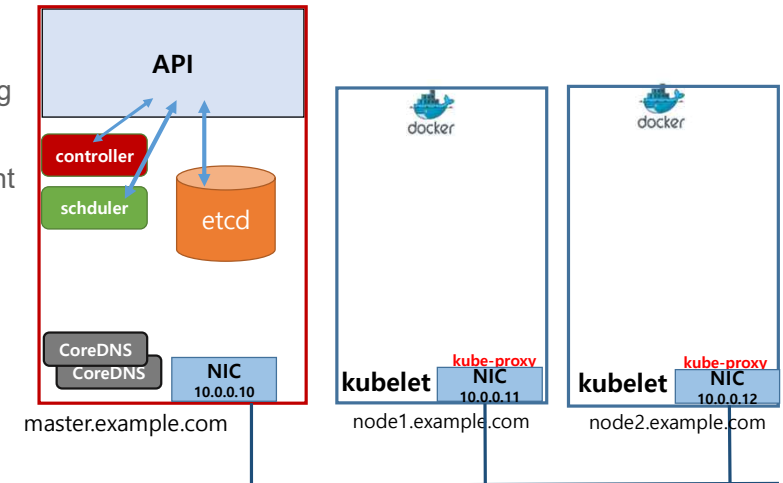 API
g
controller
nt
schduler
etcd
CoreDNS
CoreDNS
NIC
10.0.0.10
master.example.com
docker
kube-proxy
kubelet
NIC
10.0.0.11
node1.example.com
docker
kube-proxy
kubelet
NIC
10.0.0.12
node2.example.com